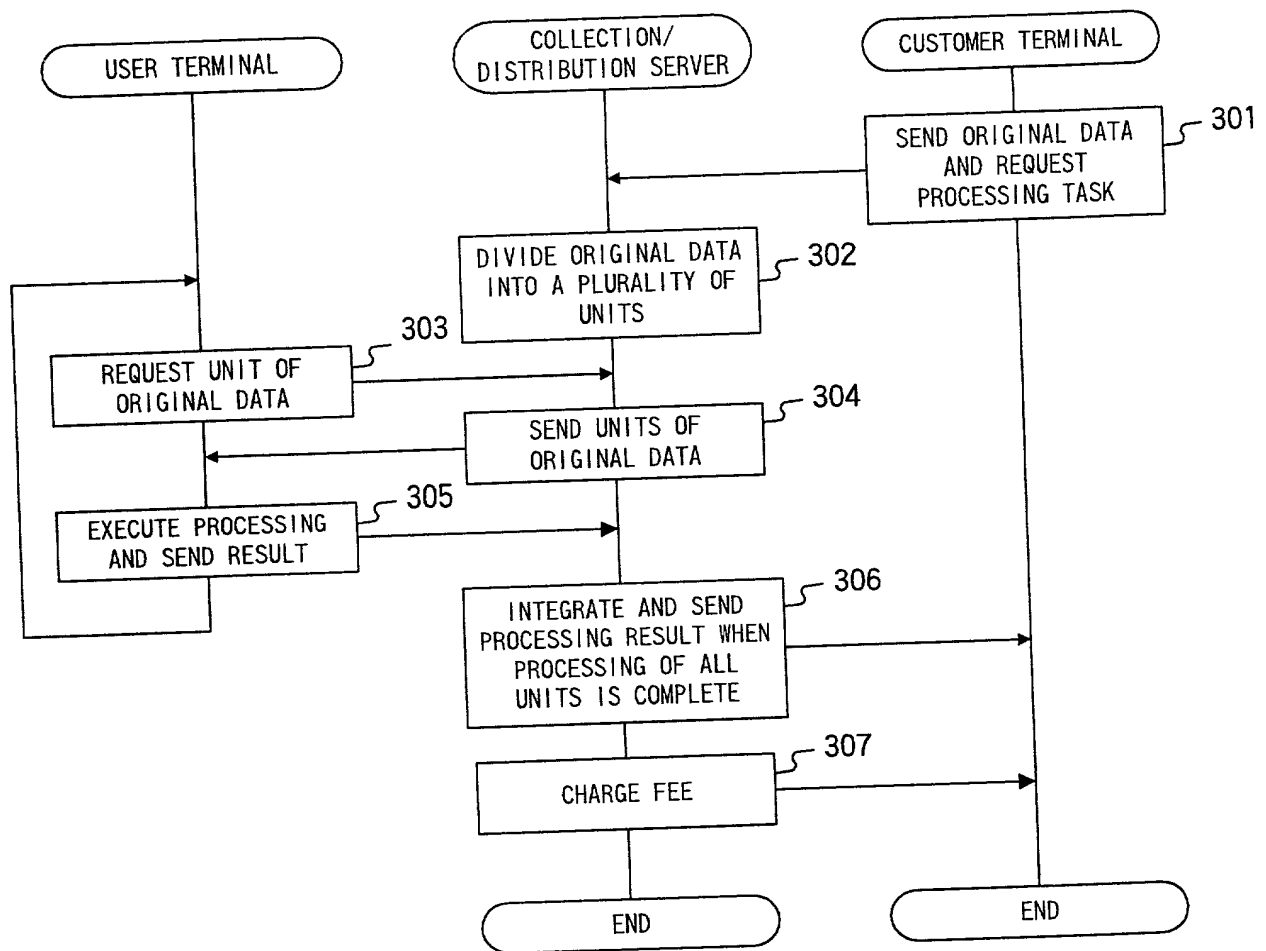 USER TERMINAL
COLLECTION/
DISTRIBUTION SERVER
CUSTOMER TERMINAL
SEND ORIGINAL DATA
AND REQUEST
PROCESSING TASK
301
DIVIDE ORIGINAL DATA
INTO A PLURALITY OF
UNITS
302
REQUEST UNIT OF
ORIGINAL DATA
303
SEND UNITS OF
ORIGINAL DATA
304
EXECUTE PROCESSING
AND SEND RESULT
305
INTEGRATE AND SEND
PROCESSING RESULT WHEN
PROCESSING OF ALL
UNITS IS COMPLETE
306
CHARGE FEE
307
END
END